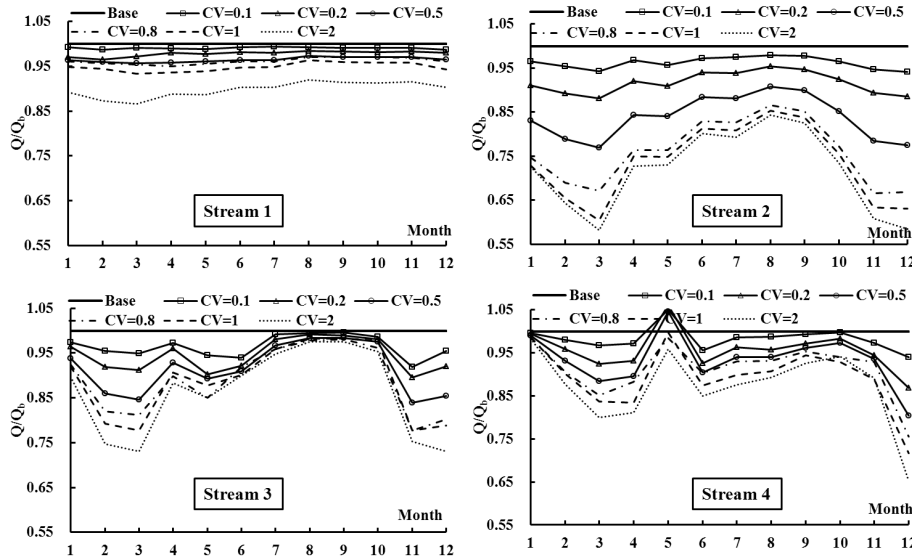 Base CV=0.1 CV=0.2 CV=0.5
CV=0.8 CV=1 CV=2
1.05
0.95
0.85
0.75
0.65
0.55
Q/Qb
Stream 1
Month
1 2 3 4 5 6 7 8 9 10 11 12
Base CV=0.1 CV=0.2 CV=0.5
CV=0.8 CV=1 CV=2
1.05
0.95
0.85
0.75
0.65
0.55
Q/Qb
Stream 2
Month
1 2 3 4 5 6 7 8 9 10 11 12
Base CV=0.1 CV=0.2 CV=0.5
CV=0.8 CV=1 CV=2
1.05
0.95
0.85
0.75
0.65
0.55
Q/Qb
Stream 3
Month
1 2 3 4 5 6 7 8 9 10 11 12
Base CV=0.1 CV=0.2 CV=0.5
CV=0.8 CV=1 CV=2
1.05
0.95
0.85
0.75
0.65
0.55
Q/Qb
Stream 4
Month
1 2 3 4 5 6 7 8 9 10 11 12